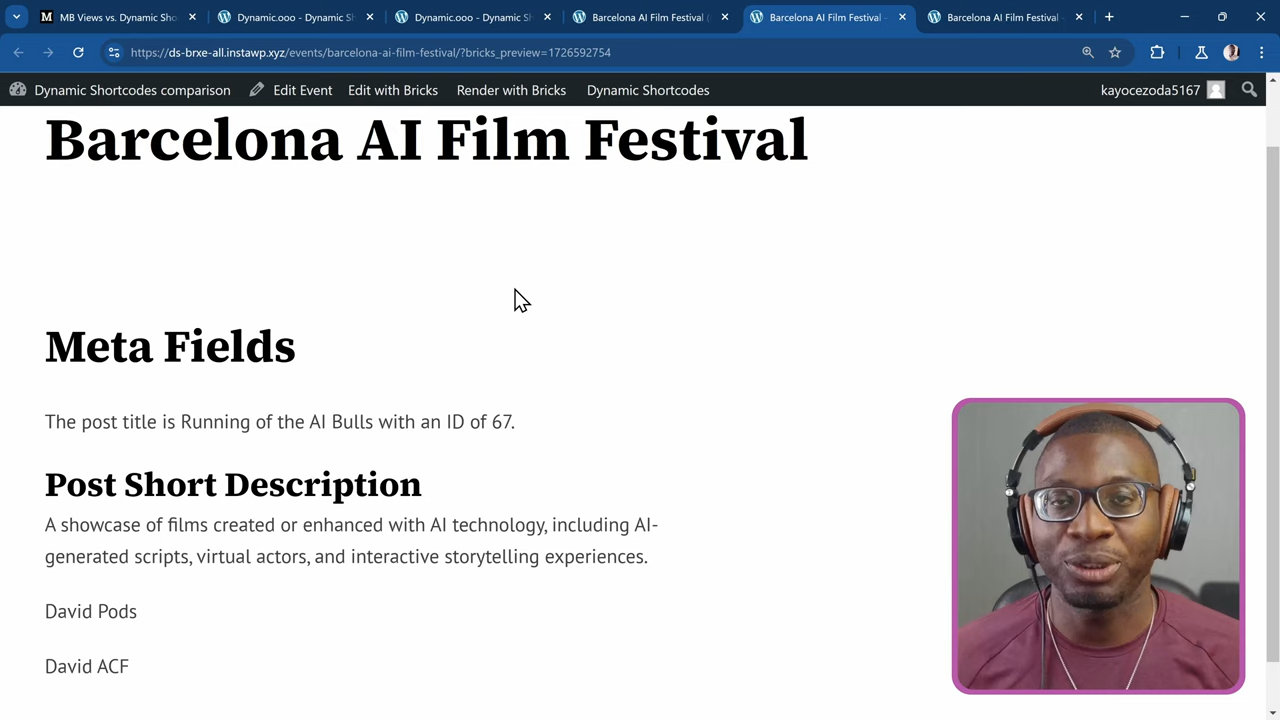 MB Views vs. Dynamic Sho
Dynamic.ooo - Dynamic Sh
Dynamic.ooo - Dynamic S
Barcelona AI Film Festival
Barcelona AI Film Festival -
Barcelona AI Film Festival -
https://ds-brxe-all.instawp.xyz/events/barcelona-ai-film-festival/?bricks_preview=1726592754
Dynamic Shortcodes comparison
Edit Event
Edit with Bricks
Render with Bricks
Dynamic Shortcodes
kayocezoda5167
Barcelona AI Film Festival
Meta Fields
The post title is Running of the AI Bulls with an ID of 67.
Post Short Description
A showcase of films created or enhanced with AI technology, including AI-
generated scripts, virtual actors, and interactive storytelling experiences.
David Pods
David ACF